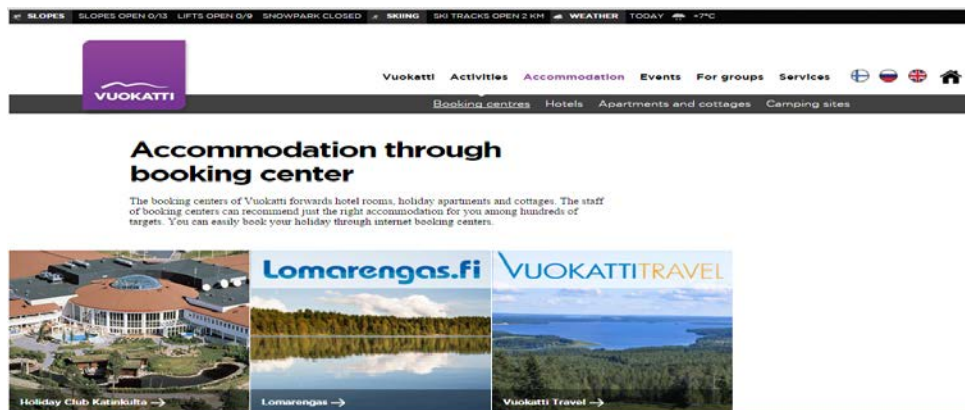 SLOPES SLOPES OPEN 0/13 LIFTS OPEN 0/9 SNOWPARK CLOSED SKIING SKI TRACKS OPEN 2 KM WEATHER TODAY +7°C
VUOKATTI
Vuokatti Activities Accommodation Events For groups Services
Booking centres Hotels Apartments and cottages Camping sites
Accommodation through
booking center
The booking centers of Vuokatti forwards hotel rooms, holiday apartments and cottages. The staff
of booking centers can recommend just the right accommodation for you among hundreds of
targets. You can easily book your holiday through internet booking centers.
Lomarengas.fi
VUOKATTITRAVEL
Holiday Club Katinkulta →
Lomarengas →
Vuokatti Travel →